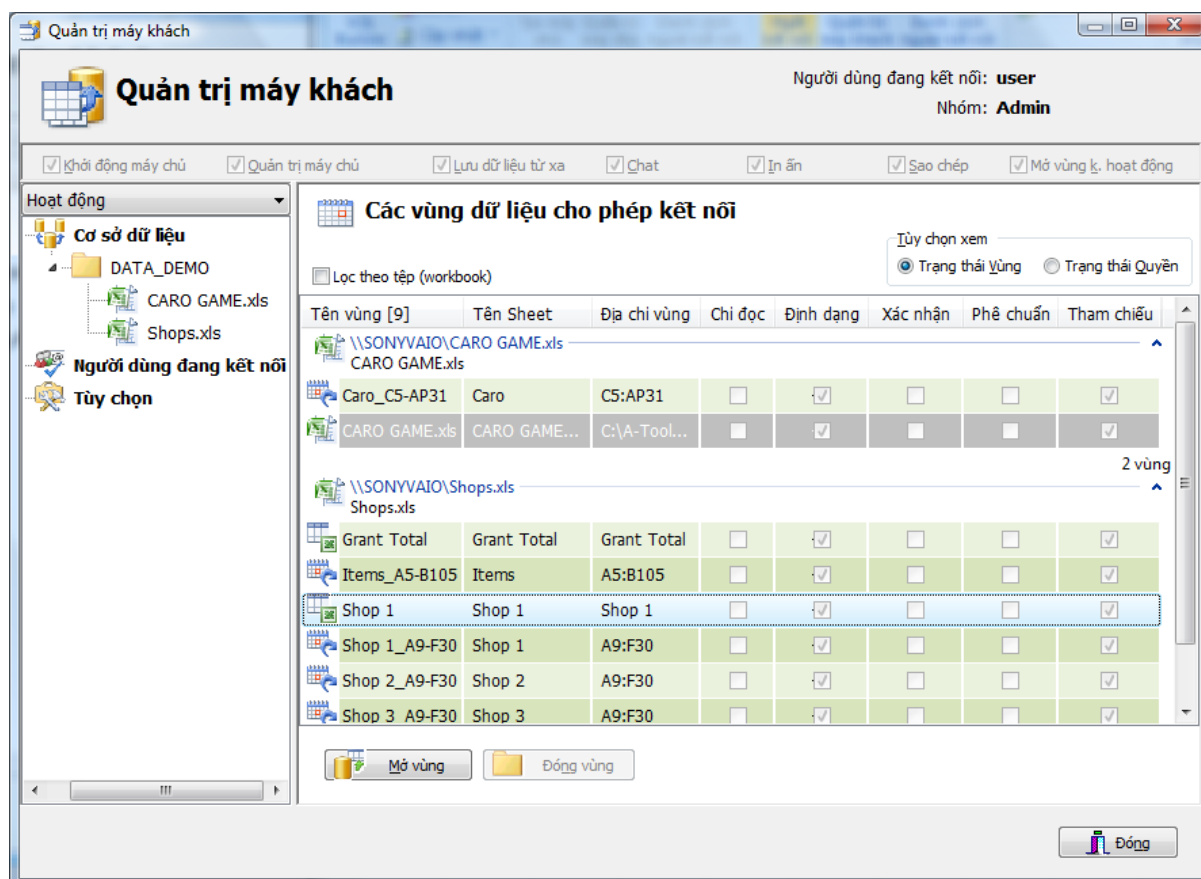 Quản trị máy khách
Quản trị máy khách
Người dùng đang kết nối: user
Nhóm: Admin
Khởi động máy chủ Quản trị máy chủ Lưu dữ liệu từ xa Chat In ấn Sao chép Mở vùng k. hoạt động
Hoạt động
Cơ sở dữ liệu
DATA_DEMO
CARO GAME.xls
Shops.xls
Người dùng đang kết nối
Tùy chọn
Các vùng dữ liệu cho phép kết nối
Lọc theo tệp (workbook)
Tùy chọn xem
Trạng thái Vùng Trạng thái Quyền
Tên vùng [9] Tên Sheet Địa chỉ vùng Chỉ đọc Định dạng Xác nhận Phê chuẩn Tham chiếu
\\SONYVAIO\CARO GAME.xls
CARO GAME.xls
Caro_C5-AP31 Caro C5:AP31
CARO GAME.xls CARO GAME... C:\A-Tool...
2 vùng
\\SONYVAIO\Shops.xls
Shops.xls
Grant Total Grant Total Grant Total
Items_A5-B105 Items A5:B105
Shop 1 Shop 1 Shop 1
Shop 1_A9-F30 Shop 1 A9:F30
Shop 2_A9-F30 Shop 2 A9:F30
Shop 3_A9-F30 Shop 3 A9:F30
Mở vùng Đóng vùng
Đóng